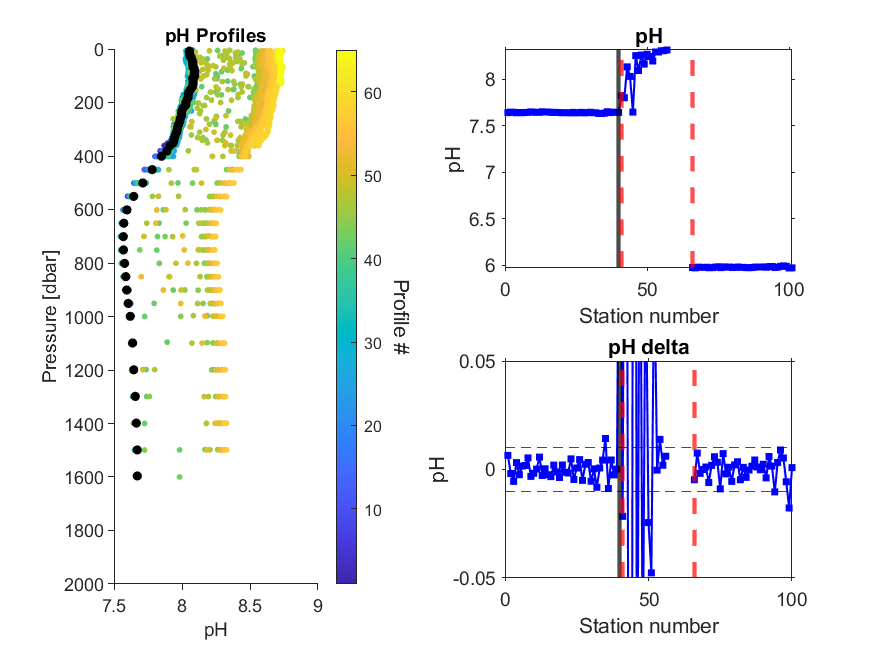 pH Profiles
0
200
400
600
800
1000
1200
1400
1600
1800
2000
Pressure [dbar]
7.5 8 8.5 9
pH
60
50
40
30
20
10
Profile #
pH
8
7.5
7
6.5
6
pH
0 50 100
Station number
pH delta
0.05
0
-0.05
pH
0 50 100
Station number